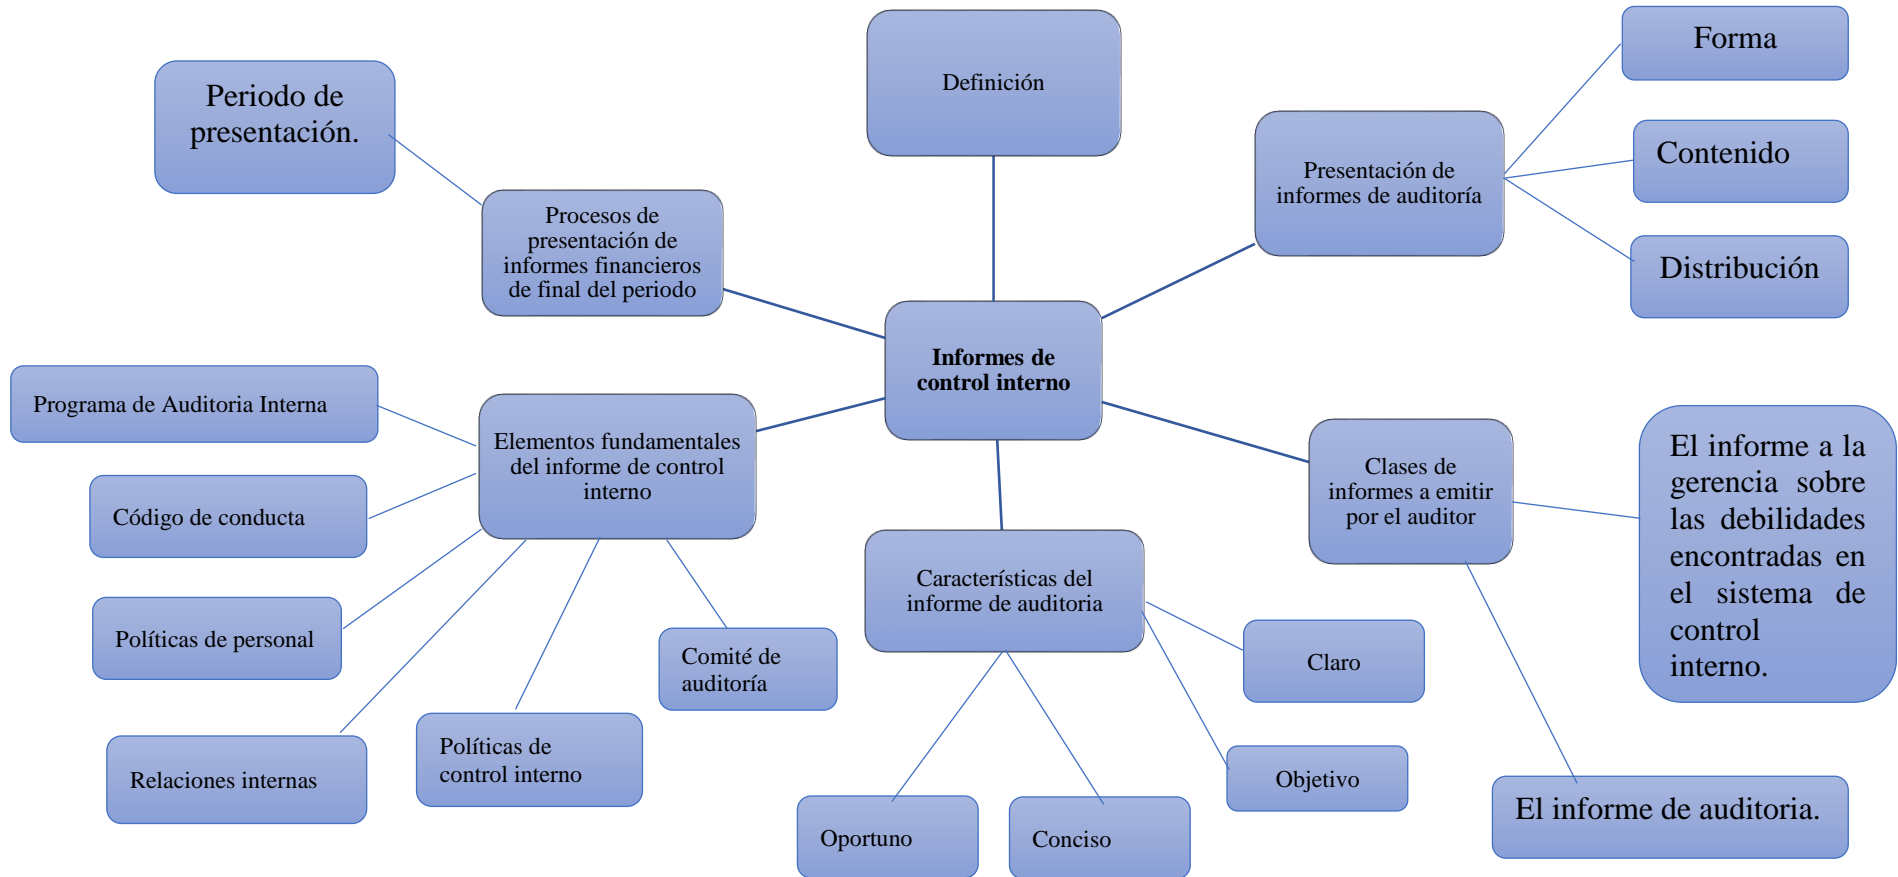 Definición
Forma
Periodo de
presentación.
Presentación de
informes de auditoría
Contenido
Distribución
Procesos de
presentación de
informes financieros
de final del periodo
Informes de
control interno
Programa de Auditoria Interna
Elementos fundamentales
del informe de control
interno
Código de conducta
Políticas de personal
Relaciones internas
Políticas de
control interno
Comité de
auditoría
Características del
informe de auditoria
Claro
Objetivo
Oportuno
Conciso
Clases de
informes a emitir
por el auditor
El informe a la
gerencia sobre
las debilidades
encontradas en
el sistema de
control
interno.
El informe de auditoria.